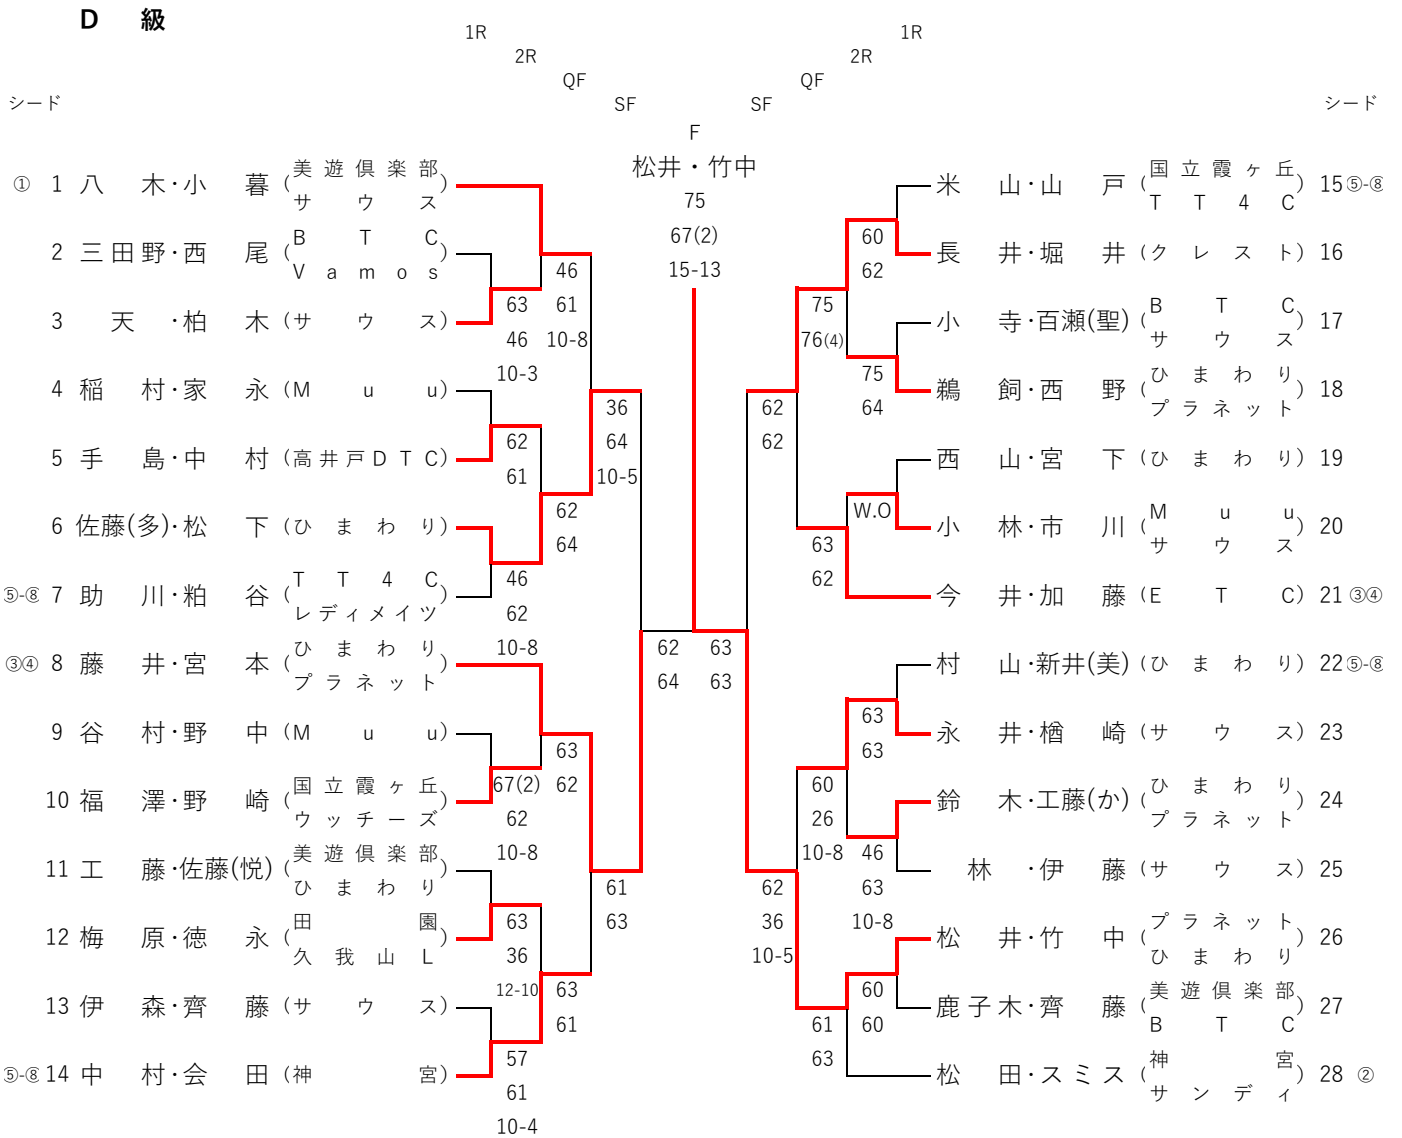 D 級
1R
2R
QF
SF
F
SF
QF
2R
1R
シード
シード
松井・竹中
75
67(2)
15-13
① 1 八木・小暮 (美遊倶楽部 サウス)
2 三田野・西尾 (BTC Vamos)
3 天・柏木 (サウス)
4 稲村・家永 (Muu)
5 手島・中村 (高井戸DTC)
6 佐藤(多)・松下 (ひまわり)
⑤-⑧ 7 助川・粕谷 (TT4C レディメイツ)
③④ 8 藤井・宮本 (ひまわり プラネット)
9 谷村・野中 (Muu)
10 福澤・野崎 (国立霞ヶ丘 ウッチーズ)
11 工藤・佐藤(悦) (美遊倶楽部 ひまわり)
12 梅原・徳永 (田園 久我山L)
13 伊森・齊藤 (サウス)
⑤-⑧ 14 中村・会田 (神宮)
63
46
10-3
62
61
46
62
10-8
67(2)
62
10-8
63
36
12-10
57
61
10-4
46
61
10-8
62
64
63
62
63
61
36
64
10-5
61
63
62
64
63
63
62
62
62
36
10-5
75
76(4)
63
62
60
26
10-8
61
63
60
62
75
64
W.O
63
63
46
63
10-8
60
60
米山・山戸 (国立霞ヶ丘 TT4C) 15 ⑤-⑧
長井・堀井 (クレスト) 16
小寺・百瀬(聖) (BTC サウス) 17
鵜飼・西野 (ひまわり プラネット) 18
西山・宮下 (ひまわり) 19
小林・市川 (Muu サウス) 20
今井・加藤 (ETC) 21 ③④
村山・新井(美) (ひまわり) 22 ⑤-⑧
永井・楢崎 (サウス) 23
鈴木・工藤(か) (ひまわり プラネット) 24
林・伊藤 (サウス) 25
松井・竹中 (プラネット ひまわり) 26
鹿子木・齊藤 (美遊倶楽部 BTC) 27
松田・スミス (神宮 サンディ) 28 ②